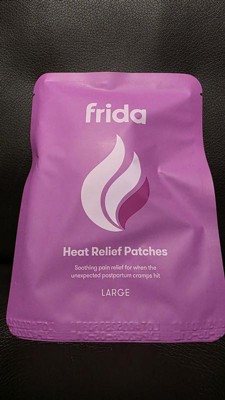 frida
Heat Relief Patches
Soothing pain relief for when the
unexpected postpartum cramps hit
LARGE